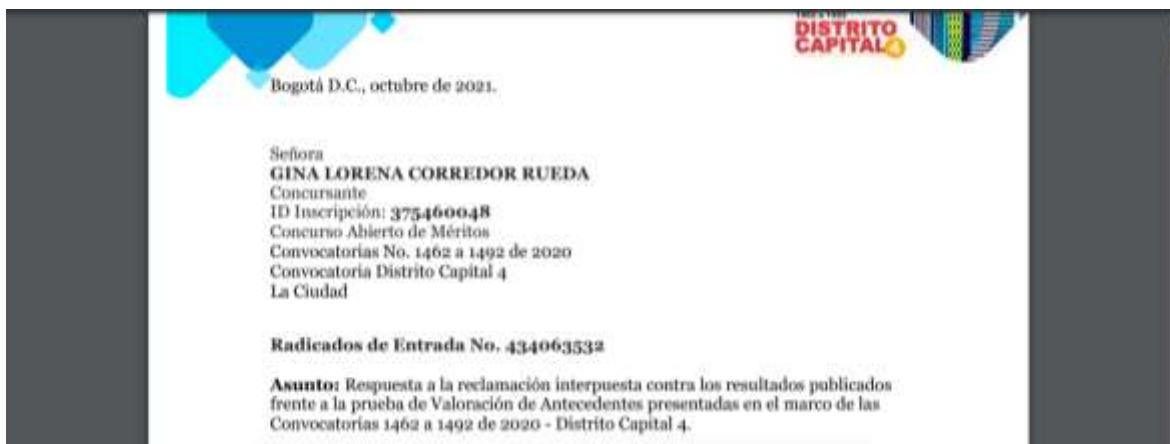 DISTRITO
CAPITAL 4
Bogotá D.C., octubre de 2021.
Señora
GINA LORENA CORREDOR RUEDA
Concursante
ID Inscripción: 375460048
Concurso Abierto de Méritos
Convocatorias No. 1462 a 1492 de 2020
Convocatoria Distrito Capital 4
La Ciudad
Radicados de Entrada No. 434063532
Asunto: Respuesta a la reclamación interpuesta contra los resultados publicados
frente a la prueba de Valoración de Antecedentes presentadas en el marco de las
Convocatorias 1462 a 1492 de 2020 - Distrito Capital 4.